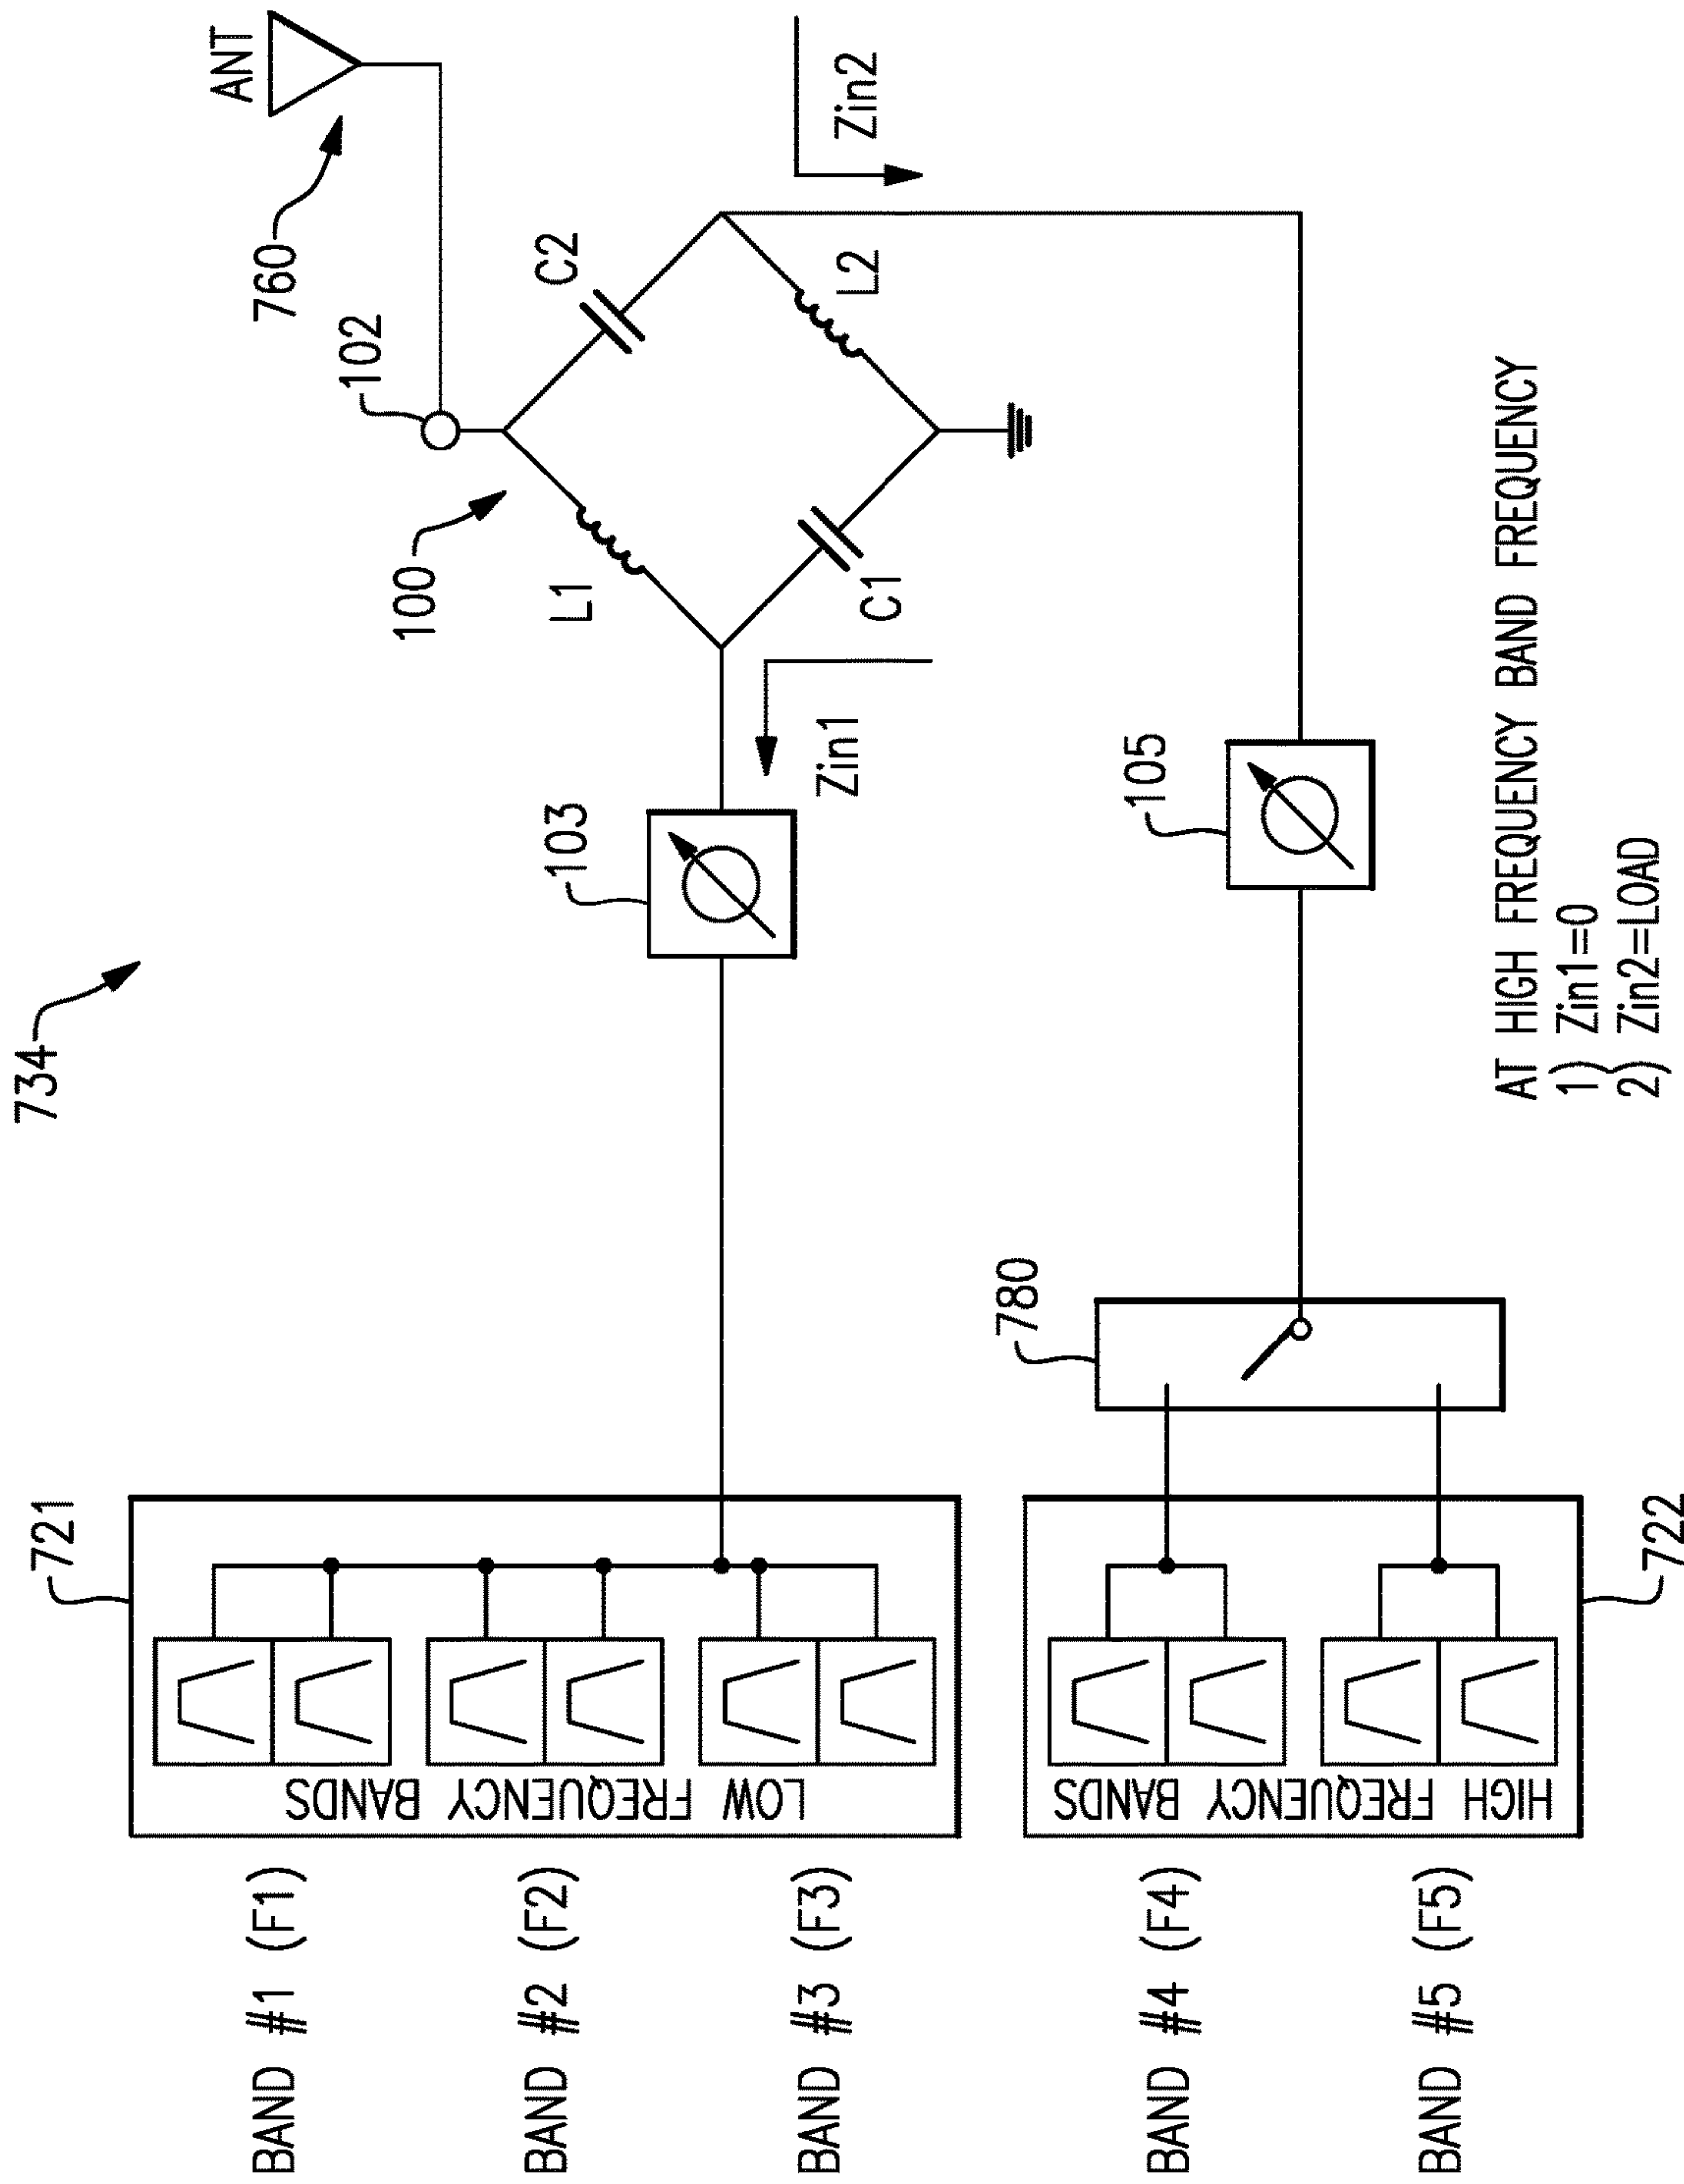 734
ANT
760
102
100
C2
L1
L2
C1
Zin2
Zin1
103
105
721
780
722
LOW FREQUENCY BANDS
HIGH FREQUENCY BANDS
BAND #1 (F1)
BAND #2 (F2)
BAND #3 (F3)
BAND #4 (F4)
BAND #5 (F5)
AT HIGH FREQUENCY BAND FREQUENCY
1) Zin1=0
2) Zin2=LOAD